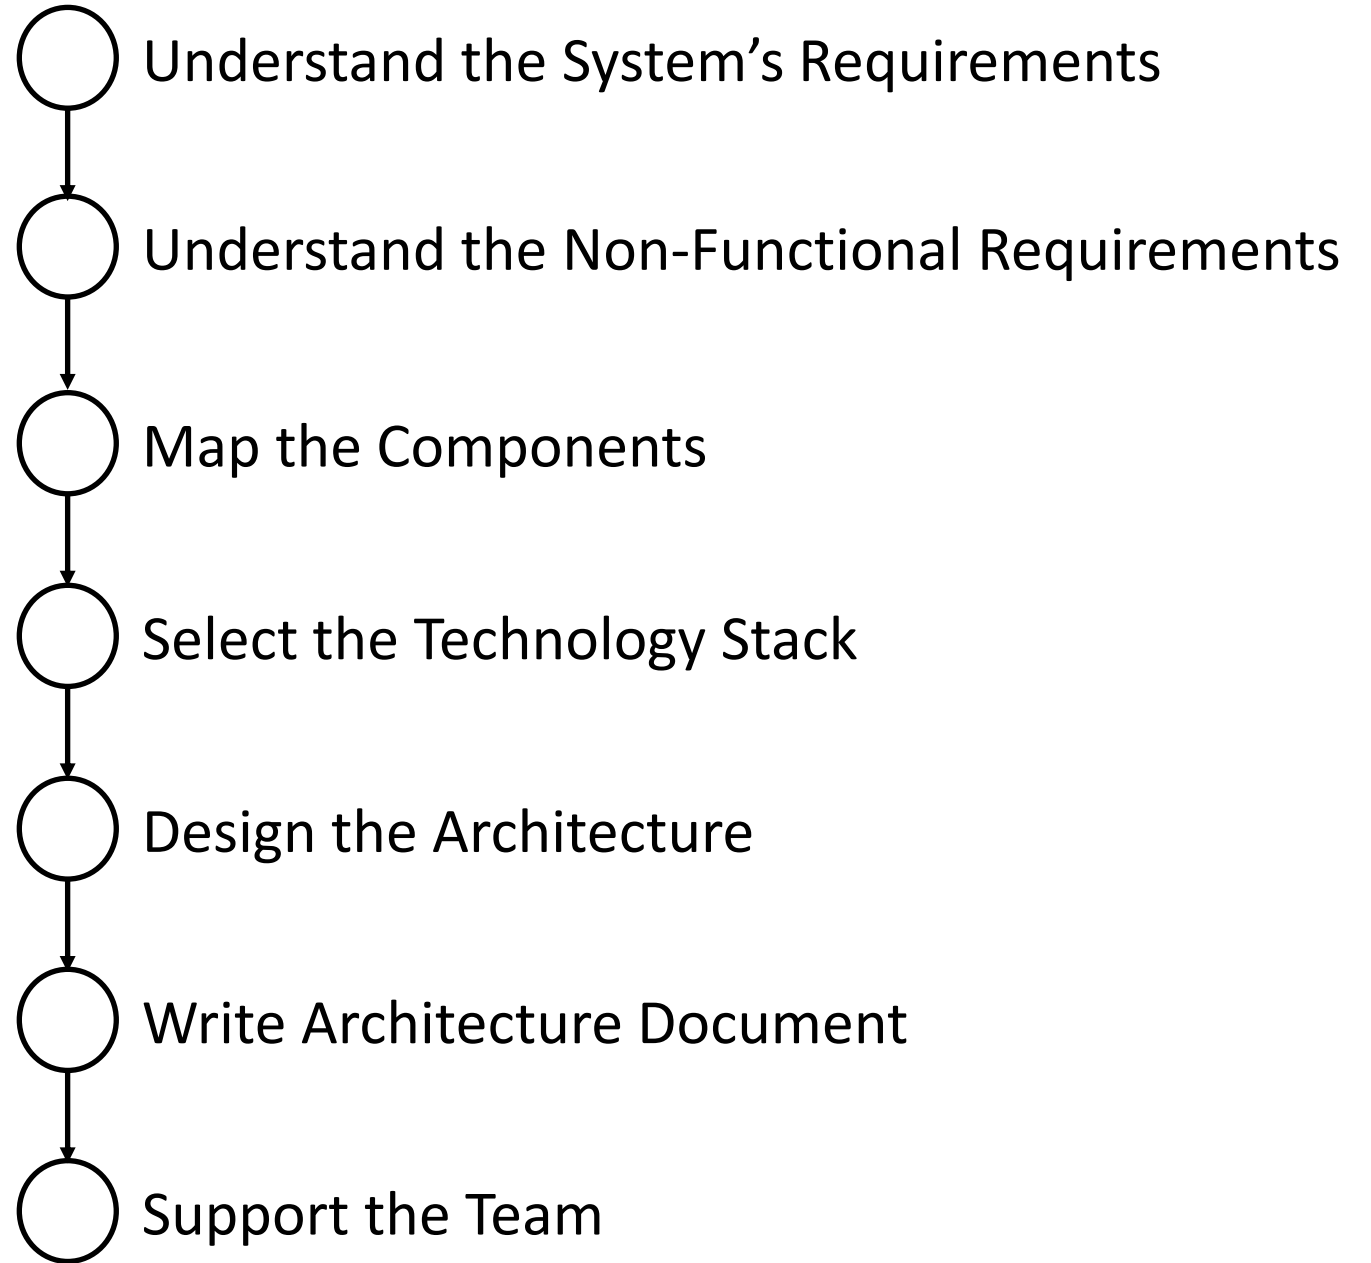 Understand the System’s Requirements
Understand the Non-Functional Requirements
Map the Components
Select the Technology Stack
Design the Architecture
Write Architecture Document
Support the Team